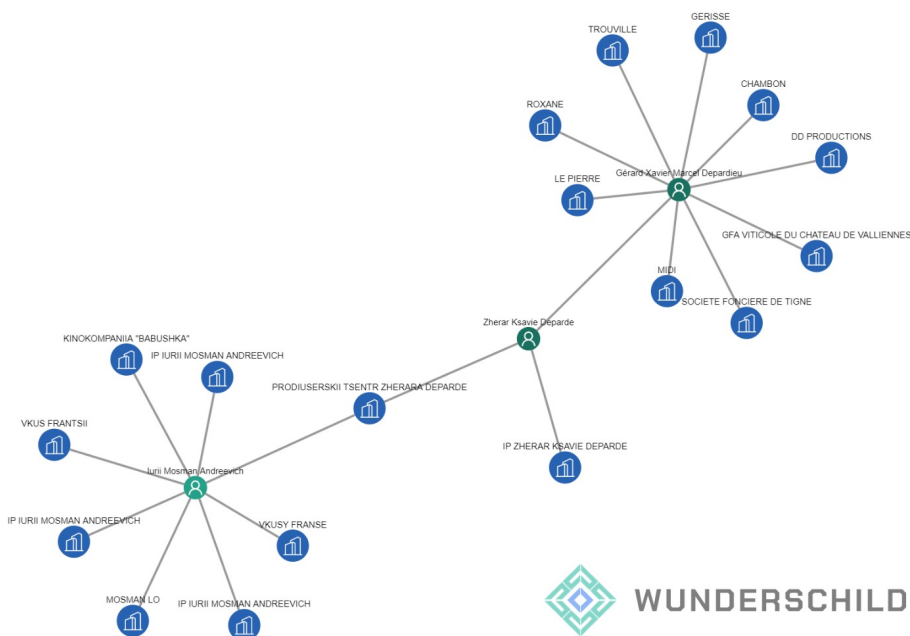 GERISSE
TROUVILLE
CHAMBON
ROXANE
DD PRODUCTIONS
Gérard Xavier Marcel Depardieu
LE PIERRE
GFA VITICOLE DU CHATEAU DE VALLIENNES
MIDI
SOCIETE FONCIERE DE TIGNE
Zherar Ksavie Deparde
KINOKOMPANIIA "BABUSHKA"
IP IURII MOSMAN ANDREEVICH
PRODIUSERSKII TSENTR ZHERARA DEPARDE
VKUS FRANTSII
IP ZHERAR KSAVIE DEPARDE
Iurii Mosman Andreevich
IP IURII MOSMAN ANDREEVICH
VKUSY FRANSE
MOSMAN LO
IP IURII MOSMAN ANDREEVICH
WUNDERSCHILD